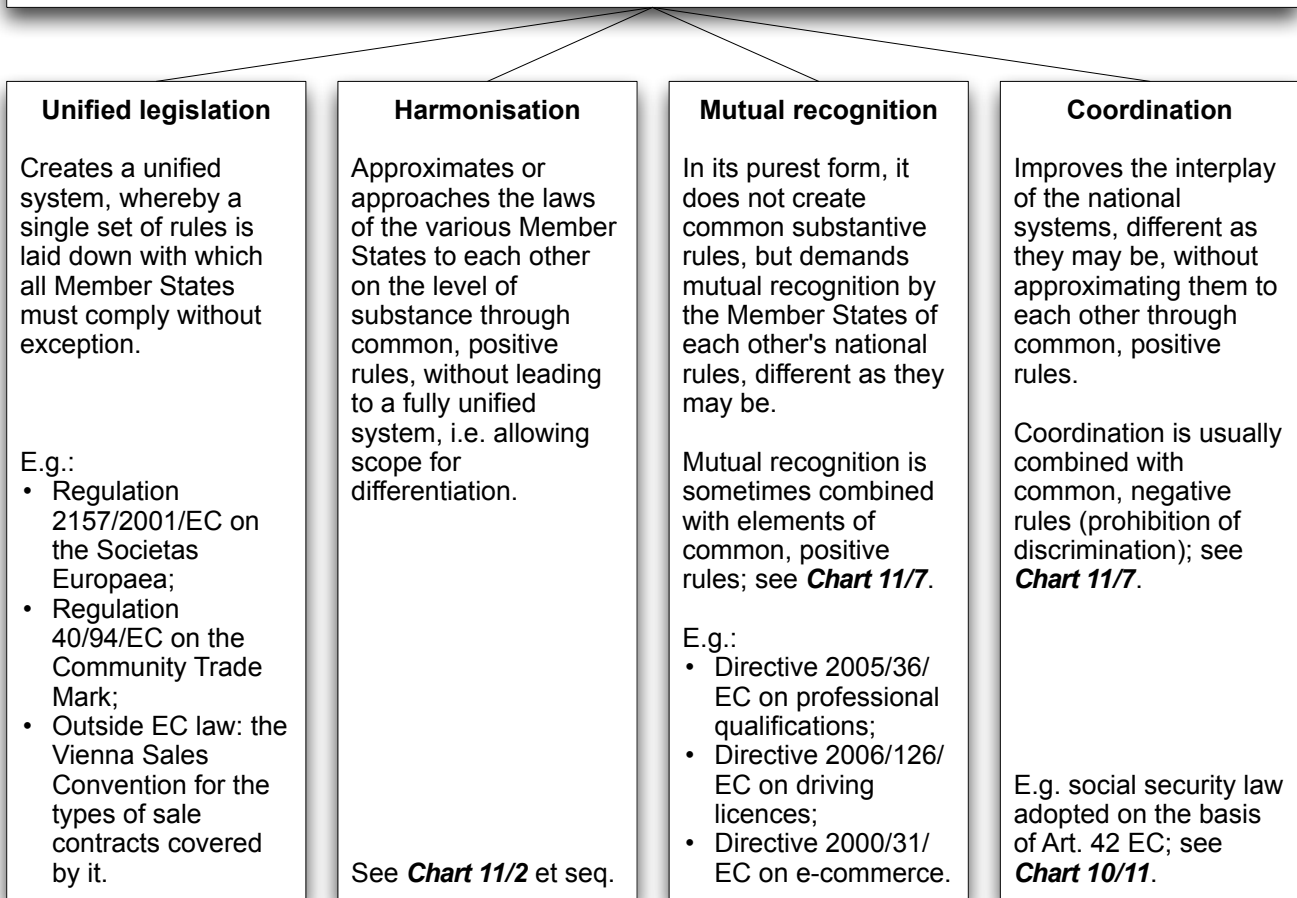 Unified legislation
Creates a unified
system, whereby a
single set of rules is
laid down with which
all Member States
must comply without
exception.
E.g.:
• Regulation
2157/2001/EC on
the Societas
Europaea;
• Regulation
40/94/EC on the
Community Trade
Mark;
• Outside EC law: the
Vienna Sales
Convention for the
types of sale
contracts covered
by it.
Harmonisation
Approximates or
approaches the laws
of the various Member
States to each other
on the level of
substance through
common, positive
rules, without leading
to a fully unified
system, i.e. allowing
scope for
differentiation.
See Chart 11/2 et seq.
Mutual recognition
In its purest form, it
does not create
common substantive
rules, but demands
mutual recognition by
the Member States of
each other's national
rules, different as they
may be.
Mutual recognition is
sometimes combined
with elements of
common, positive
rules; see Chart 11/7.
E.g.:
• Directive 2005/36/
EC on professional
qualifications;
• Directive 2006/126/
EC on driving
licences;
• Directive 2000/31/
EC on e-commerce.
Coordination
Improves the interplay
of the national
systems, different as
they may be, without
approximating them to
each other through
common, positive
rules.
Coordination is usually
combined with
common, negative
rules (prohibition of
discrimination); see
Chart 11/7.
E.g. social security law
adopted on the basis
of Art. 42 EC; see
Chart 10/11.